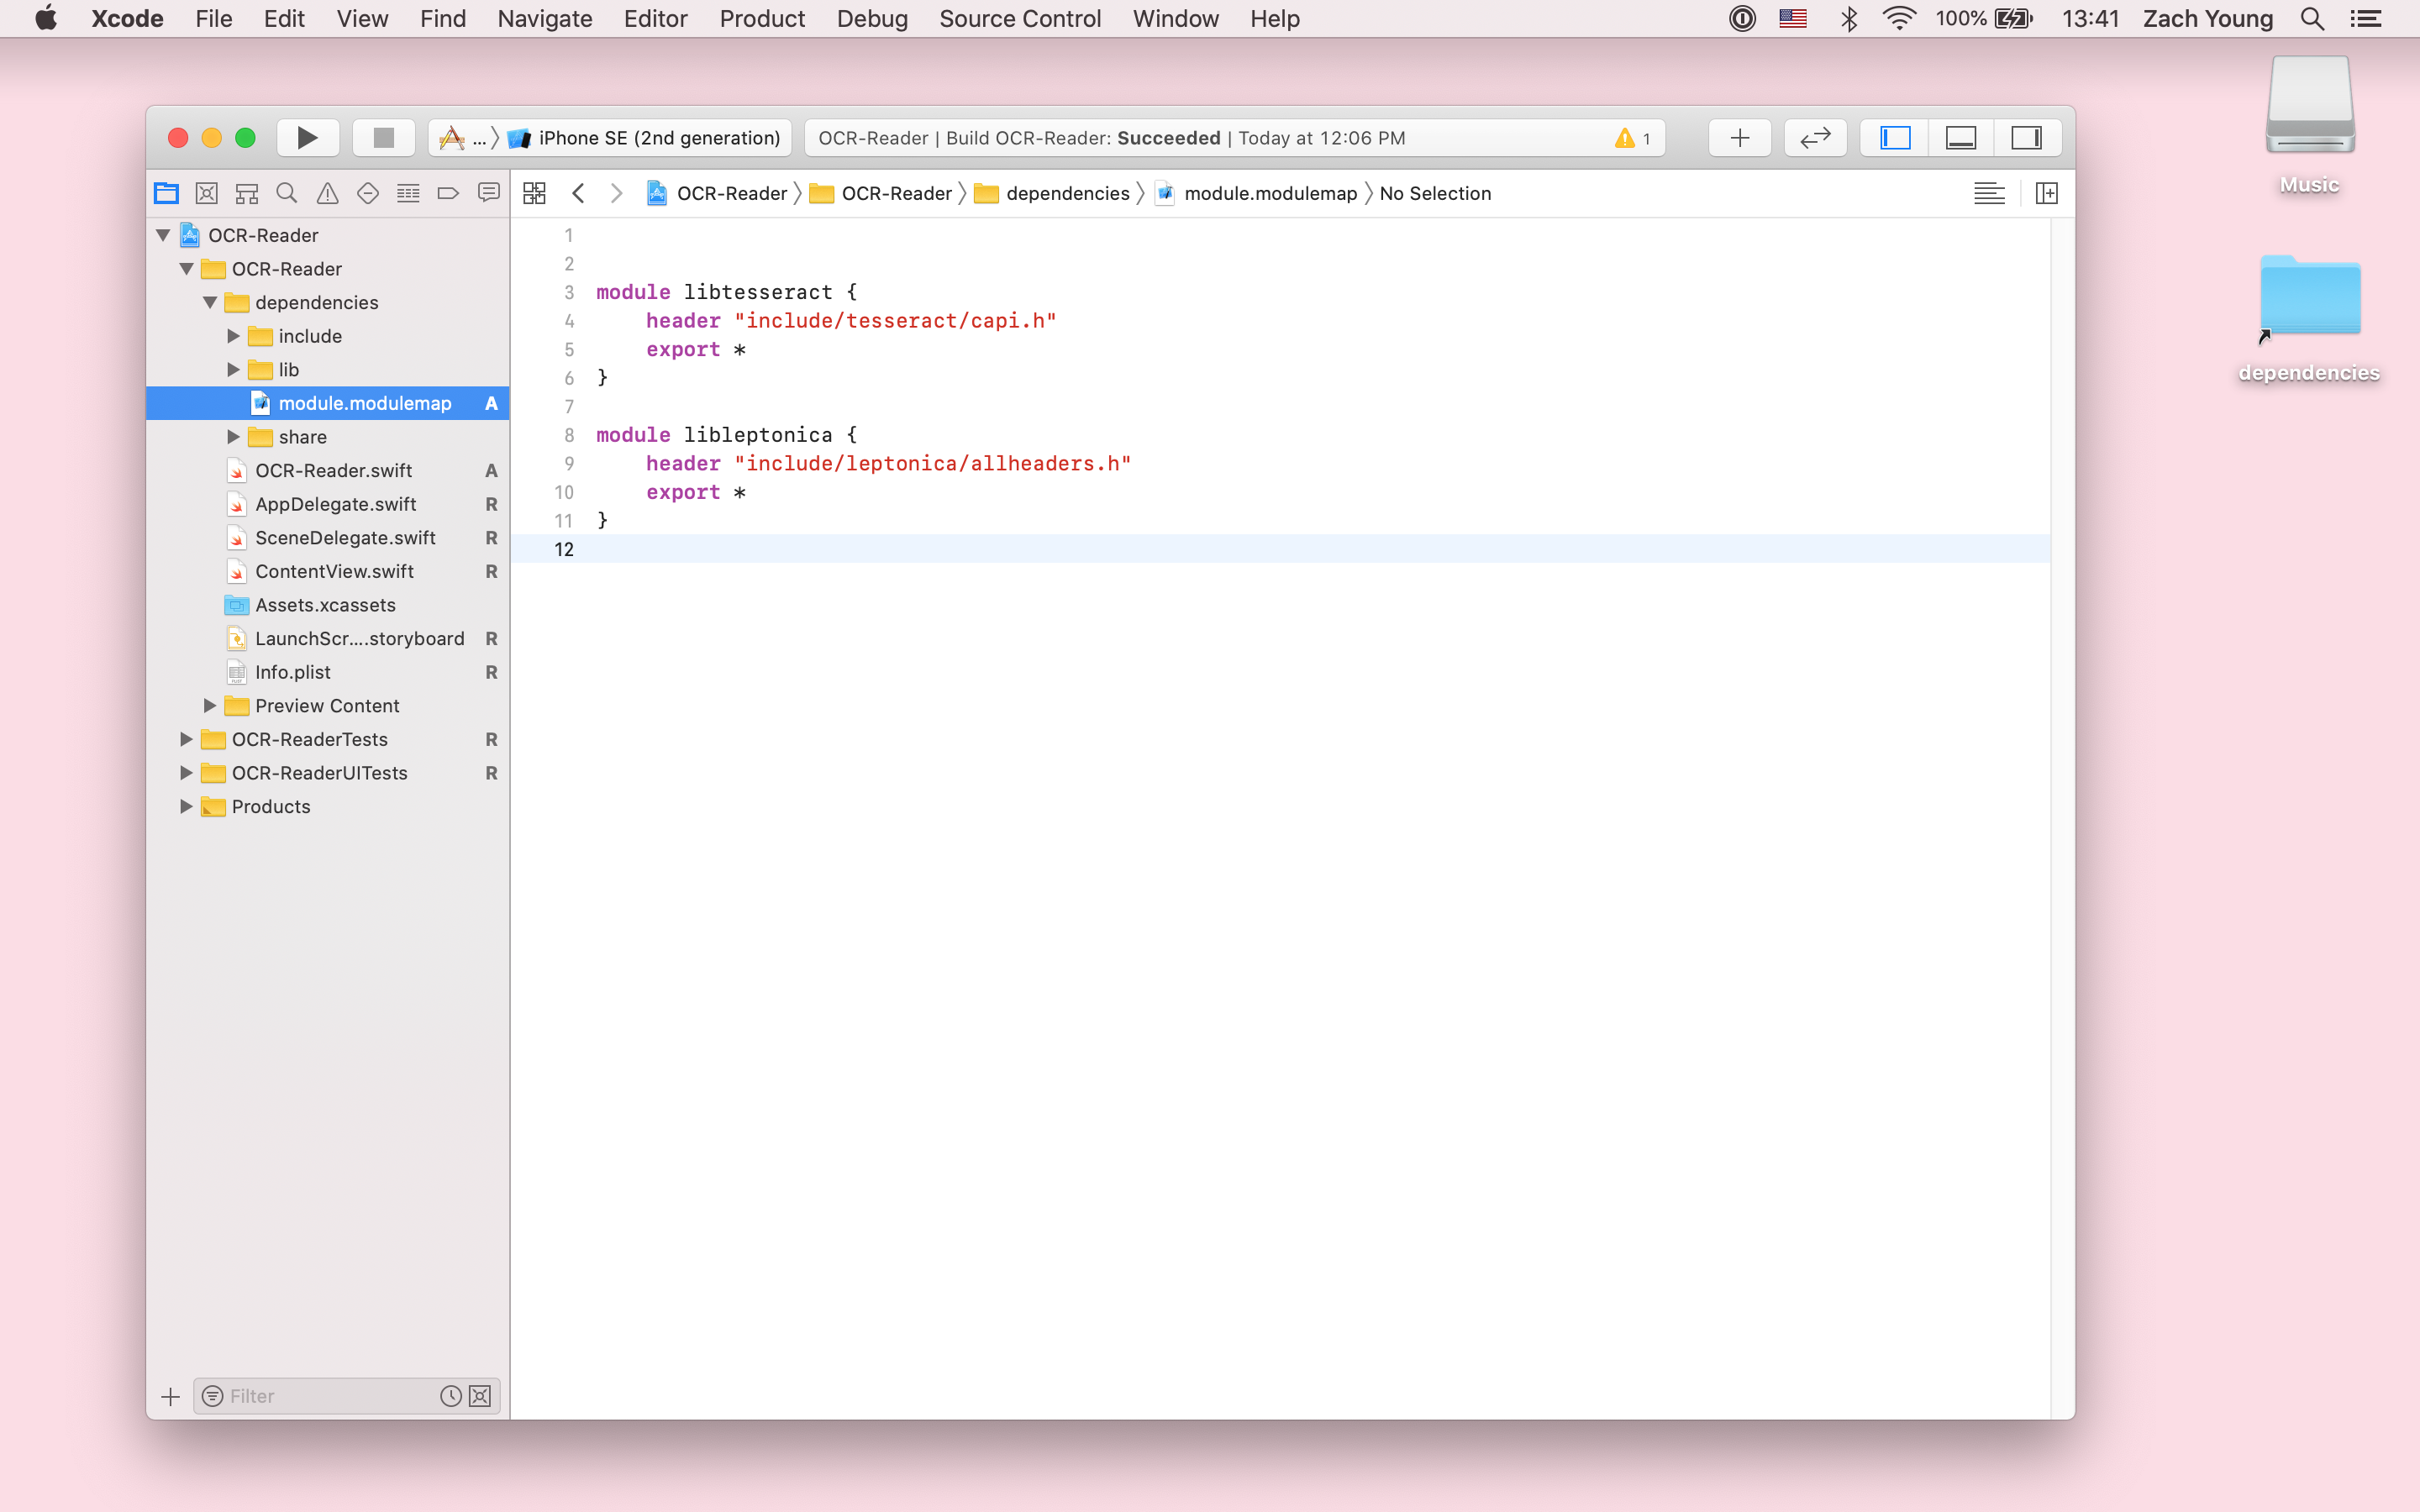 Xcode File Edit View Find Navigate Editor Product Debug Source Control Window Help 100% 13:41 Zach Young
Music
dependencies
... iPhone SE (2nd generation)
OCR-Reader | Build OCR-Reader: Succeeded | Today at 12:06 PM 1
OCR-Reader OCR-Reader dependencies module.modulemap No Selection
OCR-Reader
OCR-Reader
dependencies
include
lib
module.modulemap A
share
OCR-Reader.swift A
AppDelegate.swift R
SceneDelegate.swift R
ContentView.swift R
Assets.xcassets
LaunchScr....storyboard R
Info.plist R
Preview Content
OCR-ReaderTests R
OCR-ReaderUITests R
Products
Filter
1
2
3 module libtesseract {
4 header "include/tesseract/capi.h"
5 export *
6 }
7
8 module libleptonica {
9 header "include/leptonica/allheaders.h"
10 export *
11 }
12